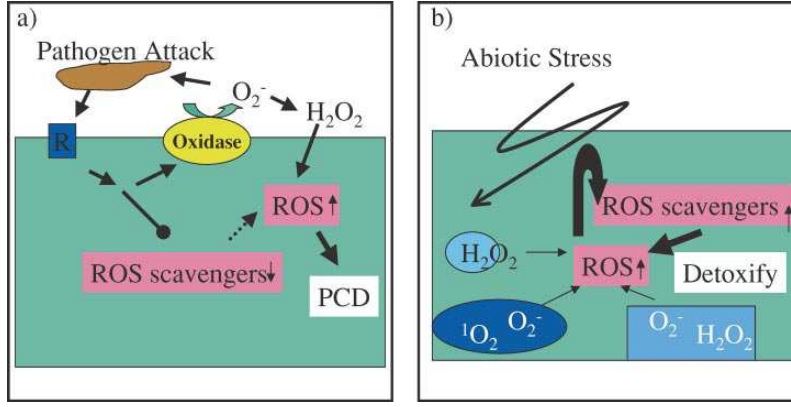 a)
Pathogen Attack
O₂⁻
H₂O₂
R
Oxidase
ROS↑
ROS scavengers↓
PCD
b)
Abiotic Stress
ROS scavengers↑
H₂O₂
ROS↑
Detoxify
¹O₂ O₂⁻
O₂⁻
H₂O₂